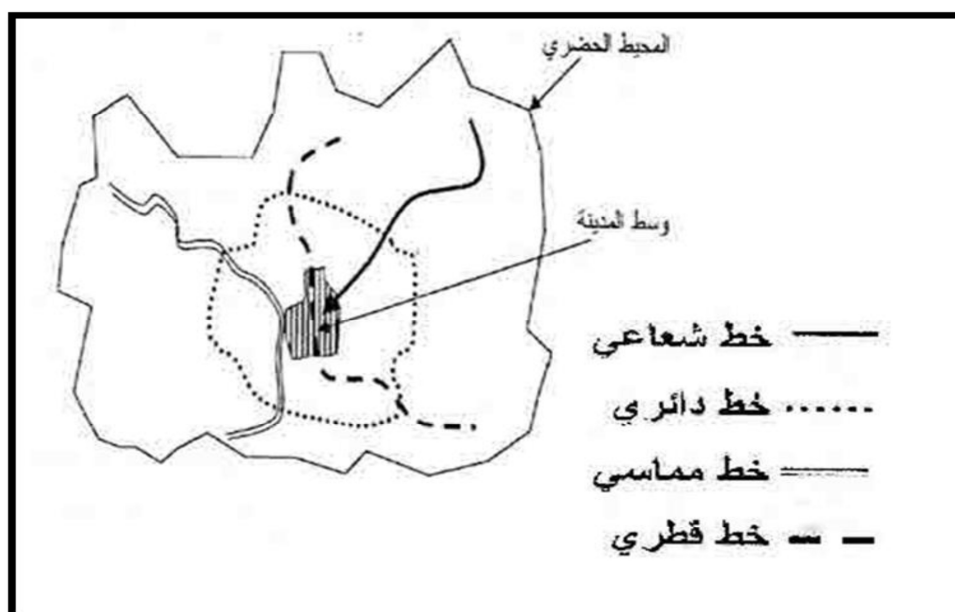 المحيط الحضري
وسط المدينة
خط شعاعي
خط دائري
خط مماسي
خط قطري